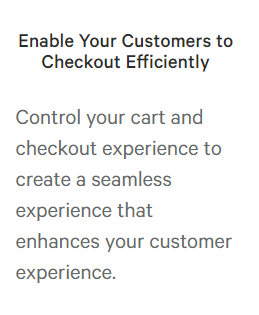 Enable Your Customers to
Checkout Efficiently
Control your cart and
checkout experience to
create a seamless
experience that
enhances your customer
experience.